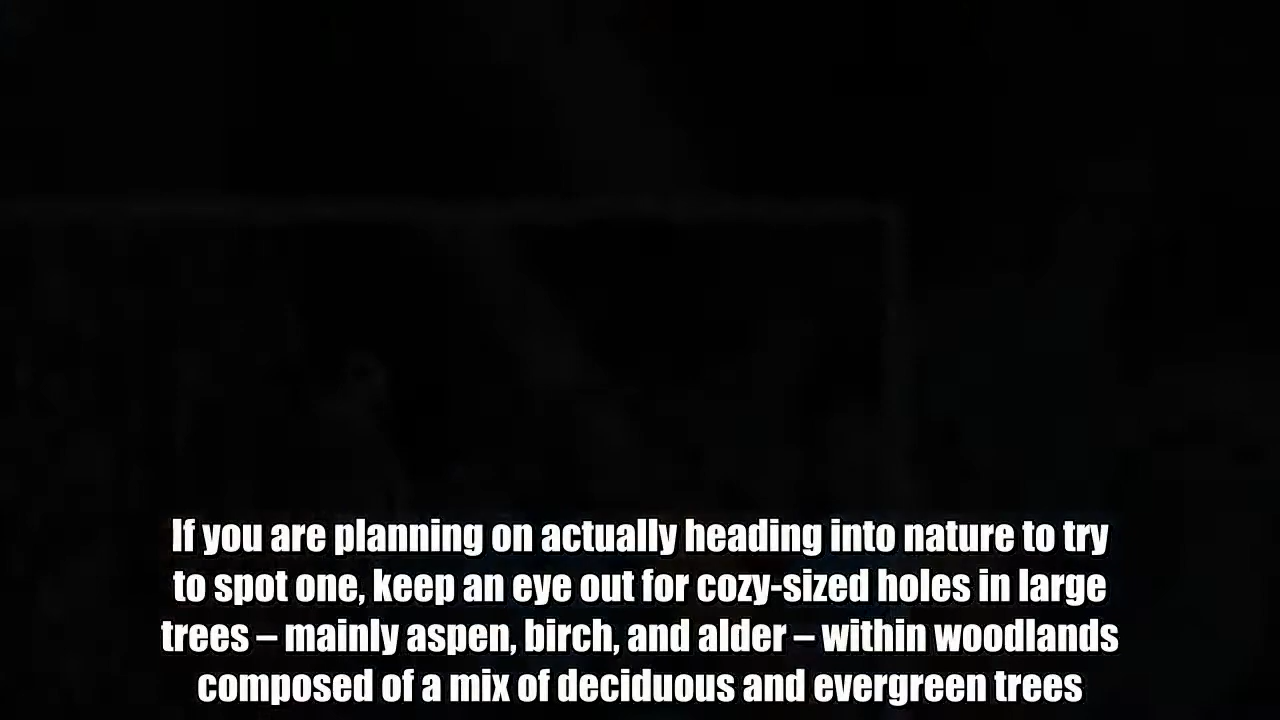 If you are planning on actually heading into nature to try
to spot one, keep an eye out for cozy-sized holes in large
trees – mainly aspen, birch, and alder – within woodlands
composed of a mix of deciduous and evergreen trees